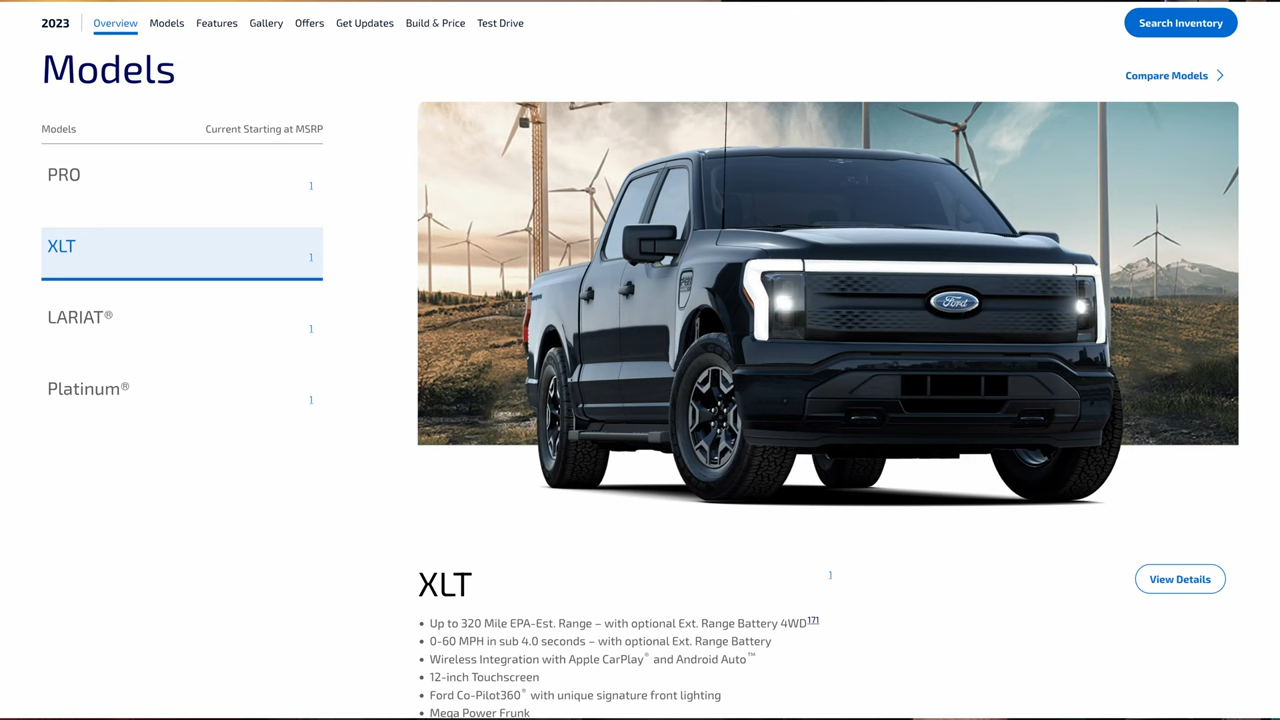 2023
Overview
Models
Features
Gallery
Offers
Get Updates
Build & Price
Test Drive
Search Inventory
Models
Compare Models
Models
Current Starting at MSRP
PRO
1
XLT
1
LARIAT®
1
Platinum®
1
Ford
XLT
1
View Details
• Up to 320 Mile EPA-Est. Range – with optional Ext. Range Battery 4WD171
• 0-60 MPH in sub 4.0 seconds – with optional Ext. Range Battery
• Wireless Integration with Apple CarPlay® and Android Auto™
• 12-inch Touchscreen
• Ford Co-Pilot360® with unique signature front lighting
• Mega Power Frunk